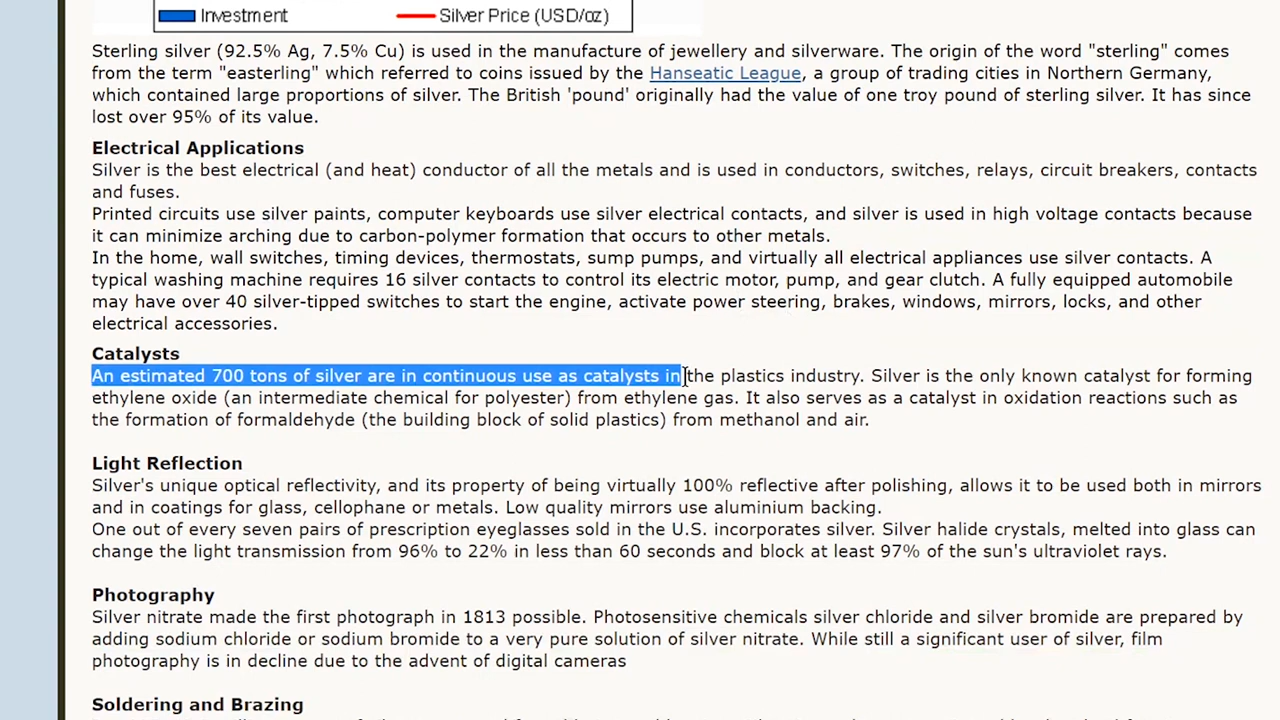 Investment
Silver Price (USD/oz)
Sterling silver (92.5% Ag, 7.5% Cu) is used in the manufacture of jewellery and silverware. The origin of the word "sterling" comes
from the term "easterling" which referred to coins issued by the Hanseatic League, a group of trading cities in Northern Germany,
which contained large proportions of silver. The British 'pound' originally had the value of one troy pound of sterling silver. It has since
lost over 95% of its value.
Electrical Applications
Silver is the best electrical (and heat) conductor of all the metals and is used in conductors, switches, relays, circuit breakers, contacts
and fuses.
Printed circuits use silver paints, computer keyboards use silver electrical contacts, and silver is used in high voltage contacts because
it can minimize arching due to carbon-polymer formation that occurs to other metals.
In the home, wall switches, timing devices, thermostats, sump pumps, and virtually all electrical appliances use silver contacts. A
typical washing machine requires 16 silver contacts to control its electric motor, pump, and gear clutch. A fully equipped automobile
may have over 40 silver-tipped switches to start the engine, activate power steering, brakes, windows, mirrors, locks, and other
electrical accessories.
Catalysts
An estimated 700 tons of silver are in continuous use as catalysts in the plastics industry. Silver is the only known catalyst for forming
ethylene oxide (an intermediate chemical for polyester) from ethylene gas. It also serves as a catalyst in oxidation reactions such as
the formation of formaldehyde (the building block of solid plastics) from methanol and air.
Light Reflection
Silver's unique optical reflectivity, and its property of being virtually 100% reflective after polishing, allows it to be used both in mirrors
and in coatings for glass, cellophane or metals. Low quality mirrors use aluminium backing.
One out of every seven pairs of prescription eyeglasses sold in the U.S. incorporates silver. Silver halide crystals, melted into glass can
change the light transmission from 96% to 22% in less than 60 seconds and block at least 97% of the sun's ultraviolet rays.
Photography
Silver nitrate made the first photograph in 1813 possible. Photosensitive chemicals silver chloride and silver bromide are prepared by
adding sodium chloride or sodium bromide to a very pure solution of silver nitrate. While still a significant user of silver, film
photography is in decline due to the advent of digital cameras
Soldering and Brazing